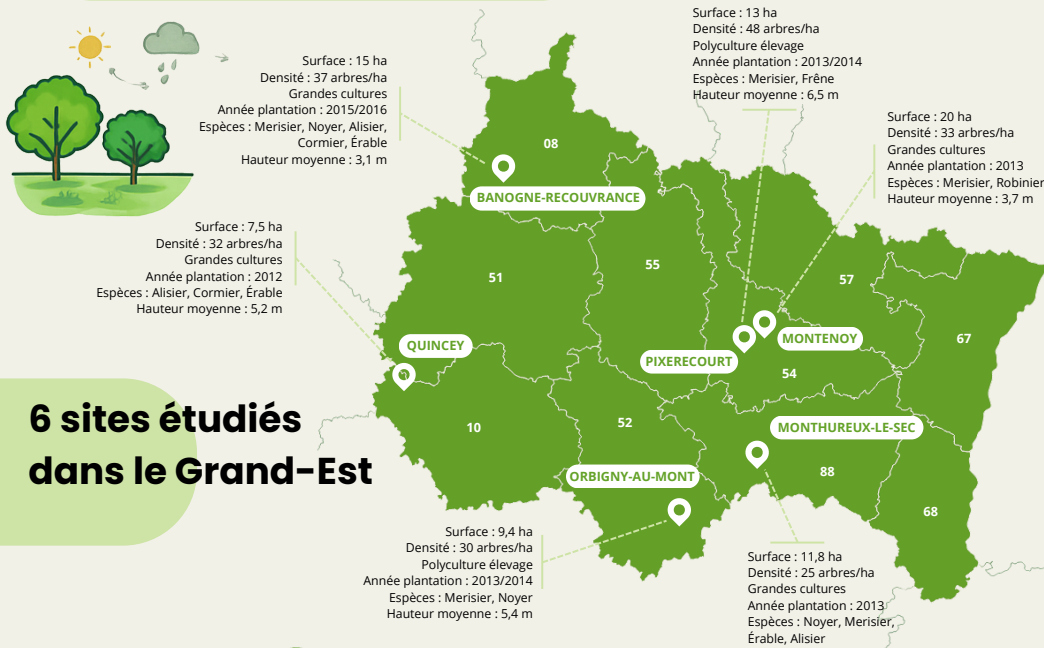 Surface : 13 ha
Densité : 48 arbres/ha
Polyculture élevage
Année plantation : 2013/2014
Espèces : Merisier, Frêne
Hauteur moyenne : 6,5 m
Surface : 15 ha
Densité : 37 arbres/ha
Grandes cultures
Année plantation : 2015/2016
Espèces : Merisier, Noyer, Alisier,
Cormier, Érable
Hauteur moyenne : 3,1 m
Surface : 20 ha
Densité : 33 arbres/ha
Grandes cultures
Année plantation : 2013
Espèces : Merisier, Robinier
Hauteur moyenne : 3,7 m
08
BANOGNE-RECOUVRANCE
Surface : 7,5 ha
Densité : 32 arbres/ha
Grandes cultures
Année plantation : 2012
Espèces : Alisier, Cormier, Érable
Hauteur moyenne : 5,2 m
51
55
57
67
QUINCEY
MONTENOY
PIXERECOURT
54
6 sites étudiés
dans le Grand-Est
10
52
MONTHUREUX-LE-SEC
ORBIGNY-AU-MONT
88
68
Surface : 9,4 ha
Densité : 30 arbres/ha
Polyculture élevage
Année plantation : 2013/2014
Espèces : Merisier, Noyer
Hauteur moyenne : 5,4 m
Surface : 11,8 ha
Densité : 25 arbres/ha
Grandes cultures
Année plantation : 2013
Espèces : Noyer, Merisier,
Érable, Alisier